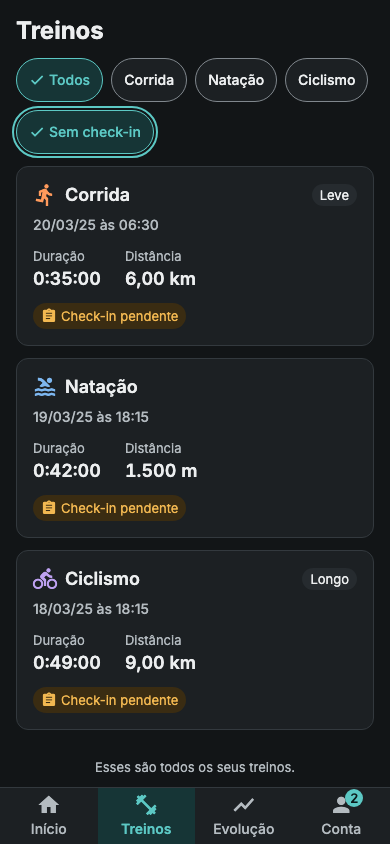 Treinos
Todos
Corrida
Natação
Ciclismo
Sem check-in
Corrida
Leve
20/03/25 às 06:30
Duração
Distância
0:35:00
6,00 km
Check-in pendente
Natação
19/03/25 às 18:15
Duração
Distância
0:42:00
1.500 m
Check-in pendente
Ciclismo
Longo
18/03/25 às 18:15
Duração
Distância
0:49:00
9,00 km
Check-in pendente
Esses são todos os seus treinos.
2
Início
Treinos
Evolução
Conta